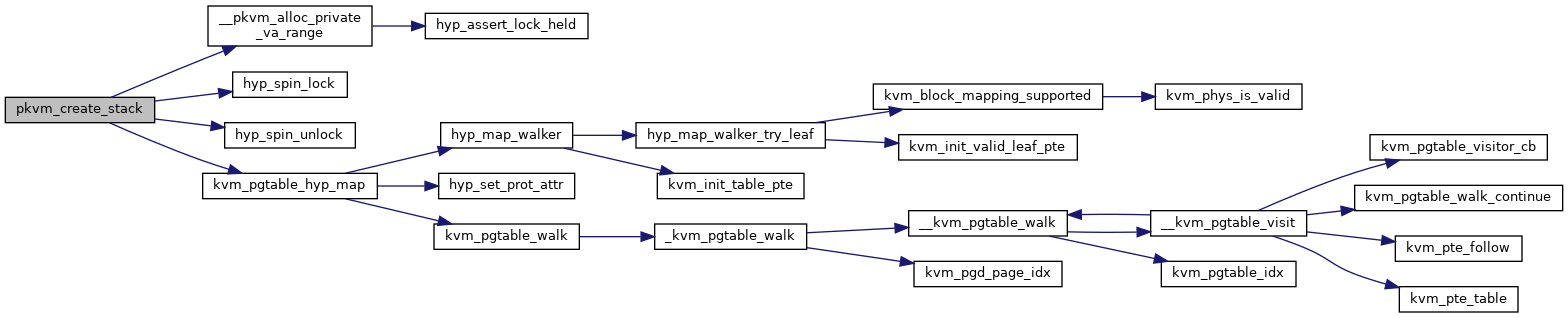 pkvm_create_stack
__pkvm_alloc_private
_va_range
hyp_assert_lock_held
hyp_spin_lock
hyp_spin_unlock
kvm_pgtable_hyp_map
hyp_map_walker
hyp_map_walker_try_leaf
kvm_block_mapping_supported
kvm_phys_is_valid
kvm_init_valid_leaf_pte
kvm_init_table_pte
hyp_set_prot_attr
kvm_pgtable_walk
_kvm_pgtable_walk
__kvm_pgtable_walk
__kvm_pgtable_visit
kvm_pgtable_visitor_cb
kvm_pgtable_walk_continue
kvm_pte_follow
kvm_pte_table
kvm_pgtable_idx
kvm_pgd_page_idx